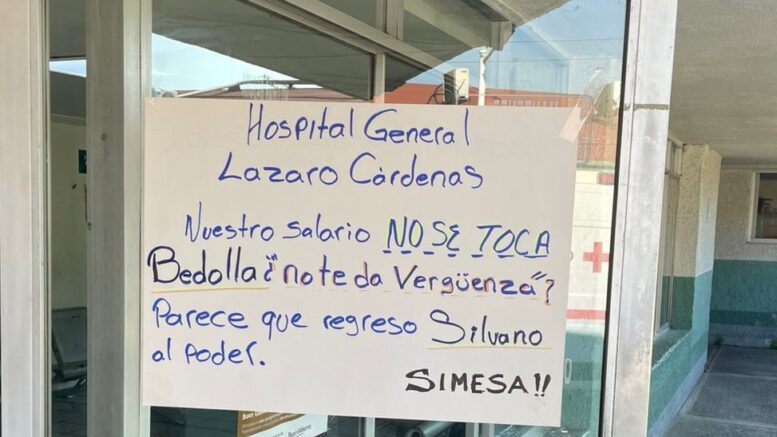 Hospital General
Lazaro Cárdenas
Nuestro salario NO SE TOCA
Bedolla ¿"no te da Vergüenza"?
Parece que regreso Silvano
al poder.
SIMESA!!